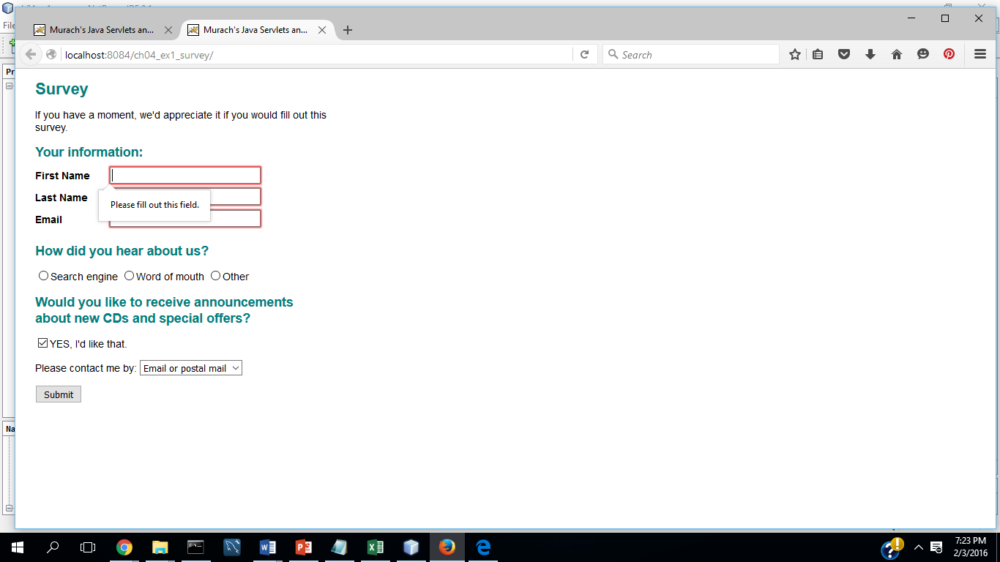 Murach's Java Servlets an...
Murach's Java Servlets an...
File
localhost:8084/ch04_ex1_survey/
Search
Survey
If you have a moment, we'd appreciate it if you would fill out this
survey.
Your information:
First Name
Last Name
Please fill out this field.
Email
How did you hear about us?
Search engine Word of mouth Other
Would you like to receive announcements
about new CDs and special offers?
YES, I'd like that.
Please contact me by: Email or postal mail
Submit
Pr
Na
7:23 PM
2/3/2016